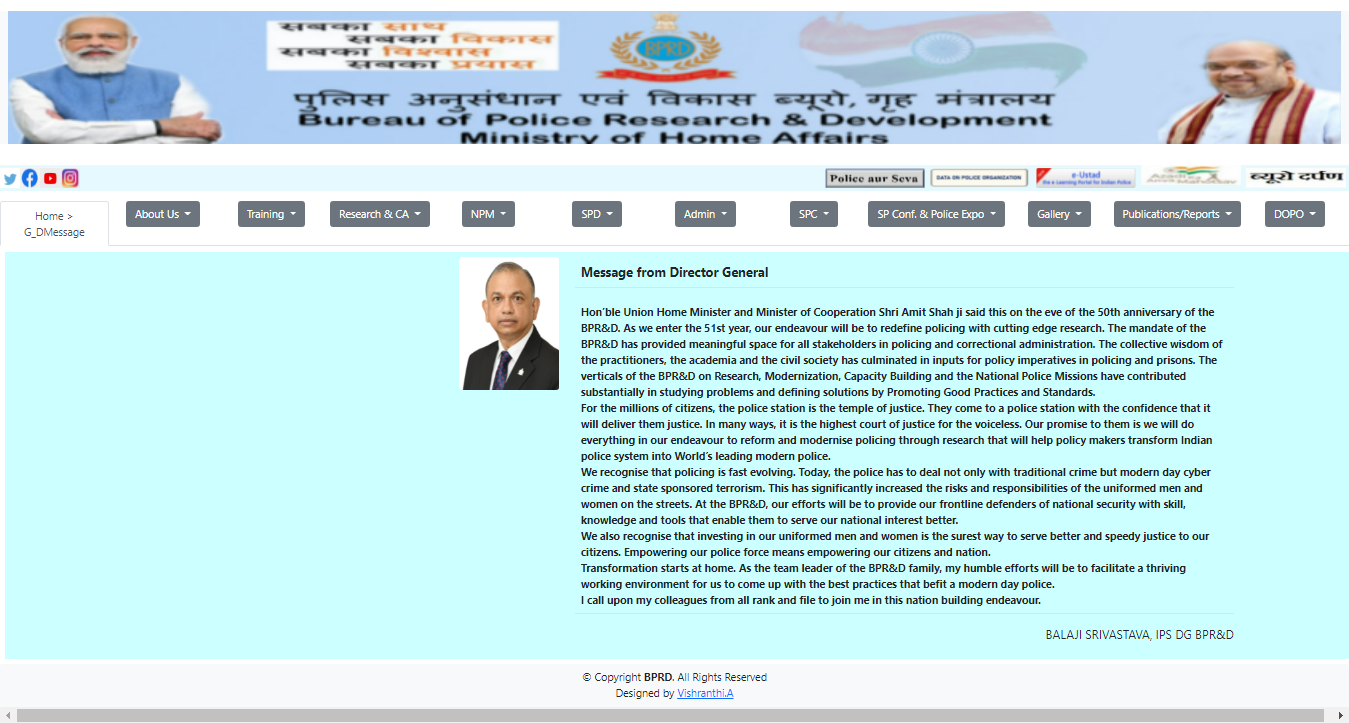 सबका साथ
सबका विकास
सबका विश्वास
सबका प्रयास
BPRD
पुलिस अनुसंधान एवं विकास ब्यूरो, गृह मंत्रालय
Bureau of Police Research & Development
Ministry of Home Affairs
Police aur Seva
DATA ON POLICE ORGANIZATION
e-Ustad
the e-Learning Portal for Indian Police
Azadi Ka
Amrit Mahotsav
ब्यूरो दर्पण
Home >
G_DMessage
About Us
Training
Research & CA
NPM
SPD
Admin
SPC
SP Conf. & Police Expo
Gallery
Publications/Reports
DOPO
Message from Director General
Hon´ble Union Home Minister and Minister of Cooperation Shri Amit Shah ji said this on the eve of the 50th anniversary of the
BPR&D. As we enter the 51st year, our endeavour will be to redefine policing with cutting edge research. The mandate of the
BPR&D has provided meaningful space for all stakeholders in policing and correctional administration. The collective wisdom of
the practitioners, the academia and the civil society has culminated in inputs for policy imperatives in policing and prisons. The
verticals of the BPR&D on Research, Modernization, Capacity Building and the National Police Missions have contributed
substantially in studying problems and defining solutions by Promoting Good Practices and Standards.
For the millions of citizens, the police station is the temple of justice. They come to a police station with the confidence that it
will deliver them justice. In many ways, it is the highest court of justice for the voiceless. Our promise to them is we will do
everything in our endeavour to reform and modernise policing through research that will help policy makers transform Indian
police system into World´s leading modern police.
We recognise that policing is fast evolving. Today, the police has to deal not only with traditional crime but modern day cyber
crime and state sponsored terrorism. This has significantly increased the risks and responsibilities of the uniformed men and
women on the streets. At the BPR&D, our efforts will be to provide our frontline defenders of national security with skill,
knowledge and tools that enable them to serve our national interest better.
We also recognise that investing in our uniformed men and women is the surest way to serve better and speedy justice to our
citizens. Empowering our police force means empowering our citizens and nation.
Transformation starts at home. As the team leader of the BPR&D family, my humble efforts will be to facilitate a thriving
working environment for us to come up with the best practices that befit a modern day police.
I call upon my colleagues from all rank and file to join me in this nation building endeavour.
BALAJI SRIVASTAVA, IPS DG BPR&D
© Copyright BPRD. All Rights Reserved
Designed by Vishranthi.A